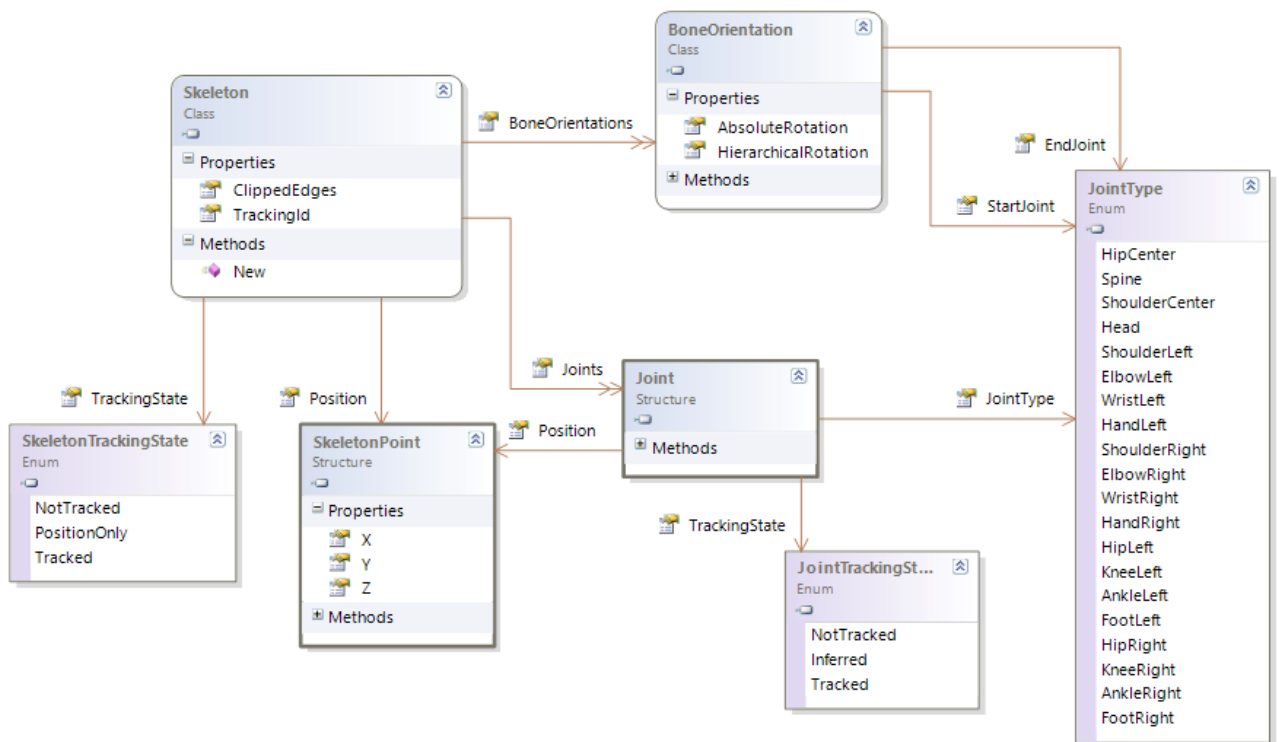 BoneOrientation
Class
Properties
AbsoluteRotation
HierarchicalRotation
Methods
Skeleton
Class
Properties
ClippedEdges
TrackingId
Methods
New
BoneOrientations
EndJoint
StartJoint
JointType
Enum
HipCenter
Spine
ShoulderCenter
Head
ShoulderLeft
ElbowLeft
WristLeft
HandLeft
ShoulderRight
ElbowRight
WristRight
HandRight
HipLeft
KneeLeft
AnkleLeft
FootLeft
HipRight
KneeRight
AnkleRight
FootRight
Joints
Joint
Structure
Methods
JointType
TrackingState
Position
Position
SkeletonTrackingState
Enum
NotTracked
PositionOnly
Tracked
SkeletonPoint
Structure
Properties
X
Y
Z
Methods
TrackingState
JointTrackingSt...
Enum
NotTracked
Inferred
Tracked